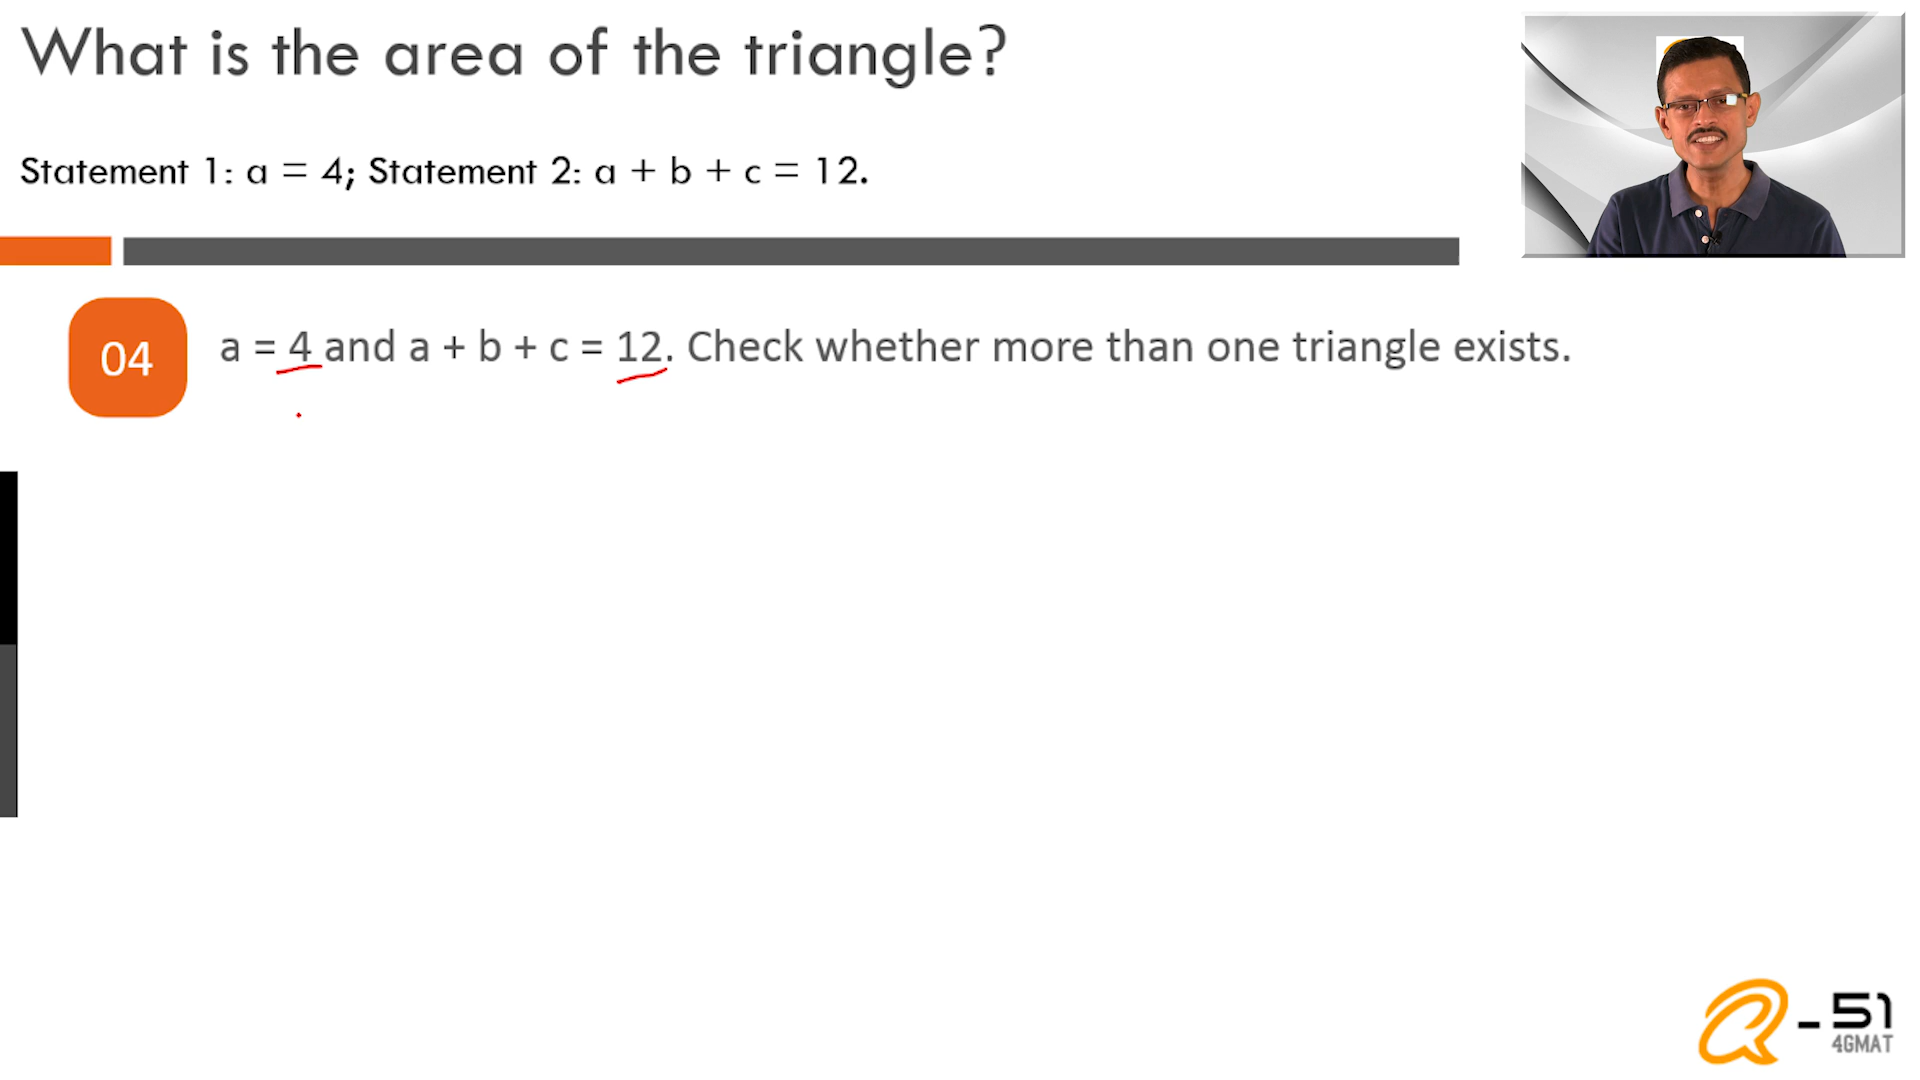 What is the area of the triangle?
Statement 1: a = 4; Statement 2: a + b + c = 12.
04
a = 4 and a + b + c = 12. Check whether more than one triangle exists.
Q-51
4GMAT